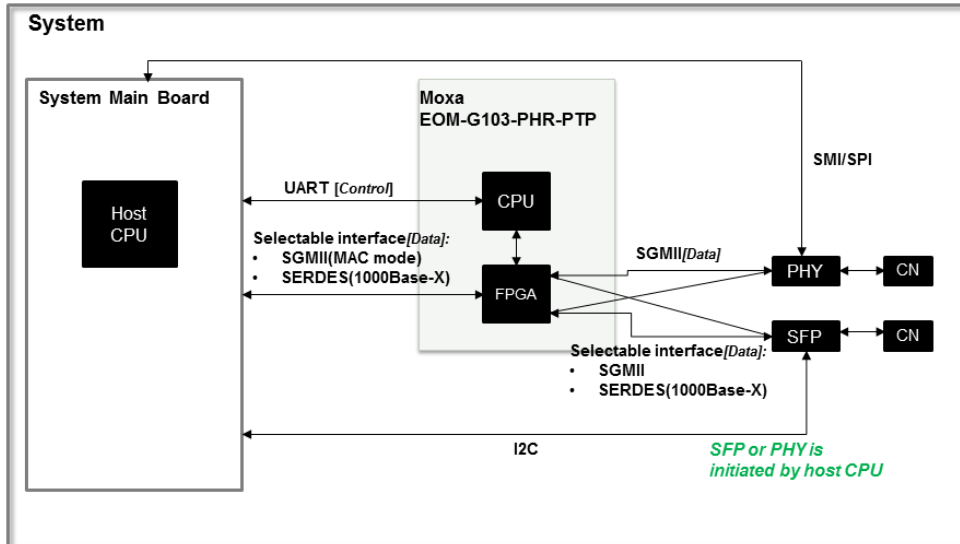 System
System Main Board
Host
CPU
Moxa
EOM-G103-PHR-PTP
SMI/SPI
UART [Control]
CPU
Selectable interface[Data]:
• SGMII(MAC mode)
• SERDES(1000Base-X)
FPGA
SGMII[Data]
PHY
CN
SFP
CN
Selectable interface[Data]:
• SGMII
• SERDES(1000Base-X)
I2C
SFP or PHY is
initiated by host CPU